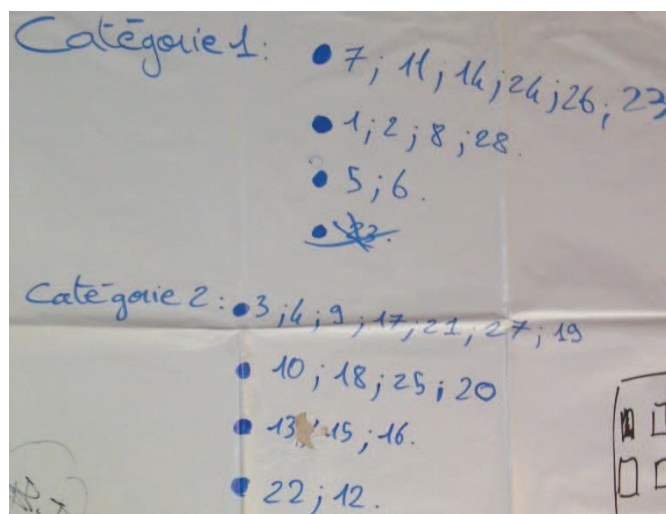 Catégorie 1: • 7; 11; 14; 24; 26; 23
• 1; 2; 8; 28.
• 5; 6.
•
Catégorie 2: • 3; 4; 9; 17; 21; 27; 19
• 10; 18; 25; 20
• 13; 15; 16.
• 22; 12.